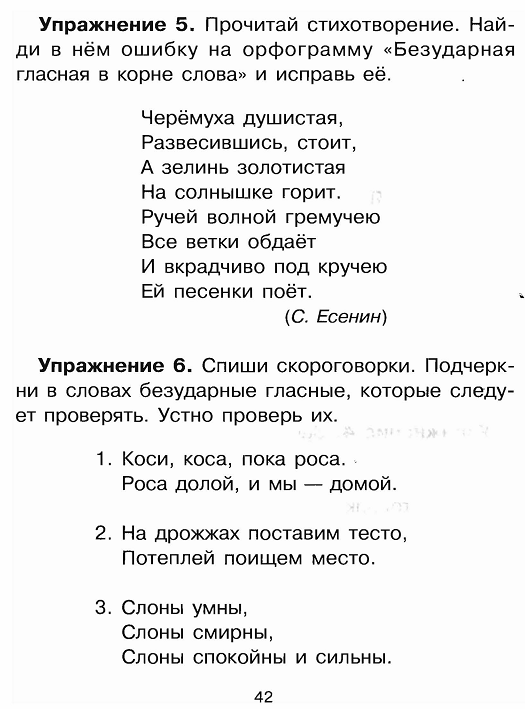 Упражнение 5. Прочитай стихотворение. Най-
ди в нём ошибку на орфограмму «Безударная
гласная в корне слова» и исправь её.
Черёмуха душистая,
Развесившись, стоит,
А зелинь золотистая
На солнышке горит.
Ручей волной гремучею
Все ветки обдаёт
И вкрадчиво под кручею
Ей песенки поёт.
(С. Есенин)
Упражнение 6. Спиши скороговорки. Подчерк-
ни в словах безударные гласные, которые следу-
ет проверять. Устно проверь их.
1. Коси, коса, пока роса.
Роса долой, и мы — домой.
2. На дрожжах поставим тесто,
Потеплей поищем место.
3. Слоны умны,
Слоны смирны,
Слоны спокойны и сильны.
42